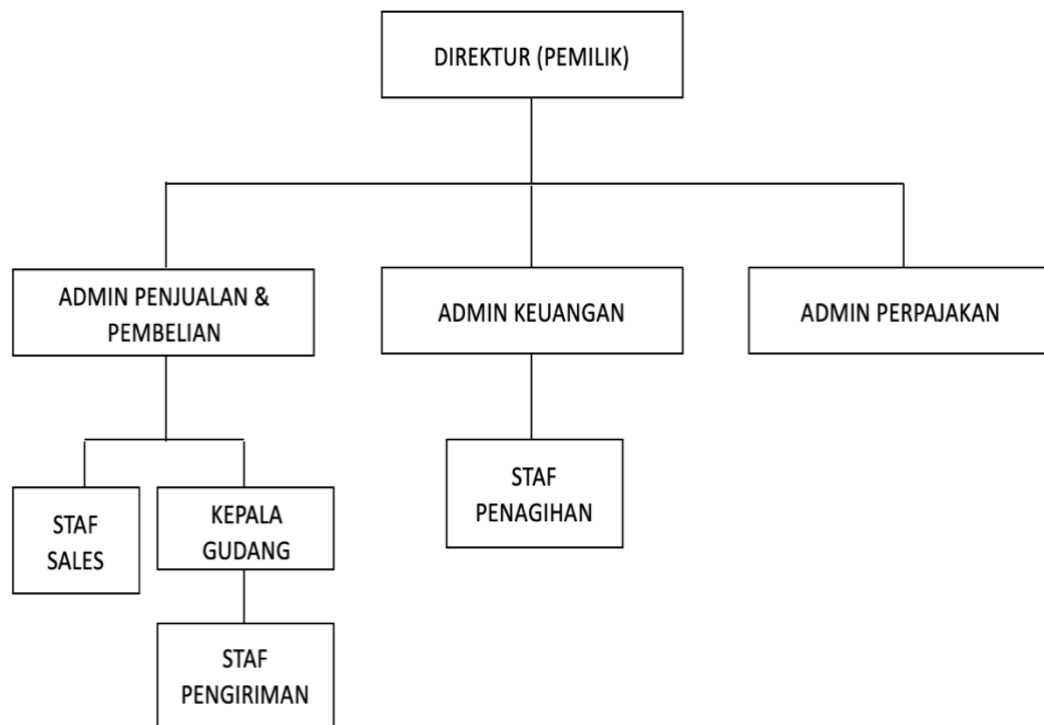 DIREKTUR (PEMILIK)
ADMIN PENJUALAN &
PEMBELIAN
ADMIN KEUANGAN
ADMIN PERPAJAKAN
STAF
SALES
KEPALA
GUDANG
STAF
PENAGIHAN
STAF
PENGIRIMAN